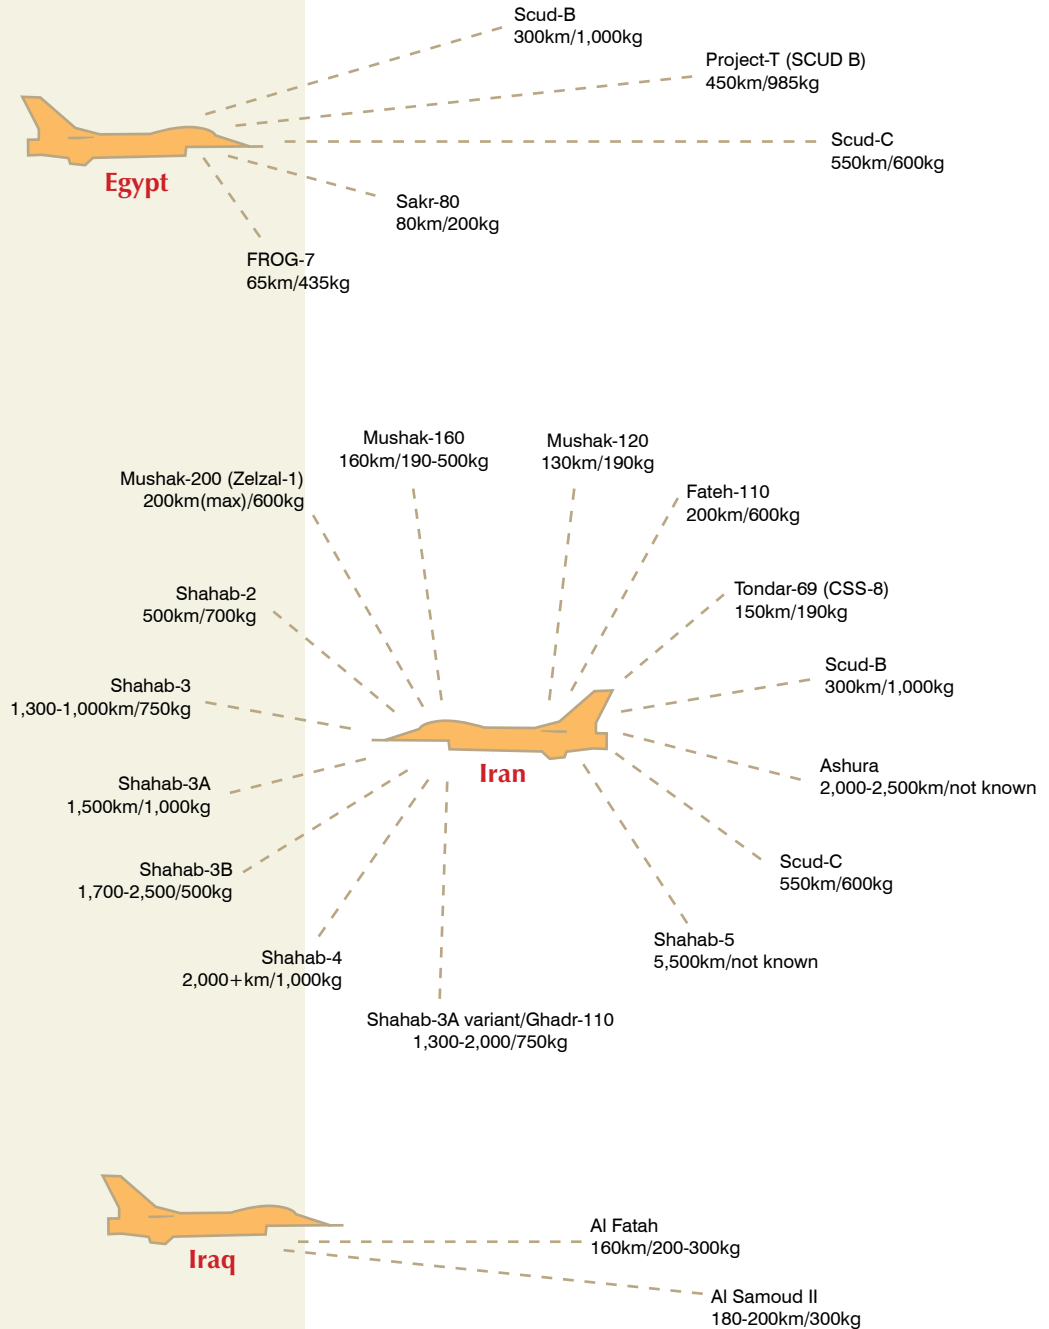 Scud-B
300km/1,000kg
Project-T (SCUD B)
450km/985kg
Scud-C
550km/600kg
Egypt
Sakr-80
80km/200kg
FROG-7
65km/435kg
Mushak-160
160km/190-500kg
Mushak-120
130km/190kg
Mushak-200 (Zelzal-1)
200km(max)/600kg
Fateh-110
200km/600kg
Shahab-2
500km/700kg
Tondar-69 (CSS-8)
150km/190kg
Scud-B
300km/1,000kg
Shahab-3
1,300-1,000km/750kg
Iran
Ashura
2,000-2,500km/not known
Shahab-3A
1,500km/1,000kg
Scud-C
550km/600kg
Shahab-3B
1,700-2,500/500kg
Shahab-5
5,500km/not known
Shahab-4
2,000+km/1,000kg
Shahab-3A variant/Ghadr-110
1,300-2,000/750kg
Iraq
Al Fatah
160km/200-300kg
Al Samoud II
180-200km/300kg